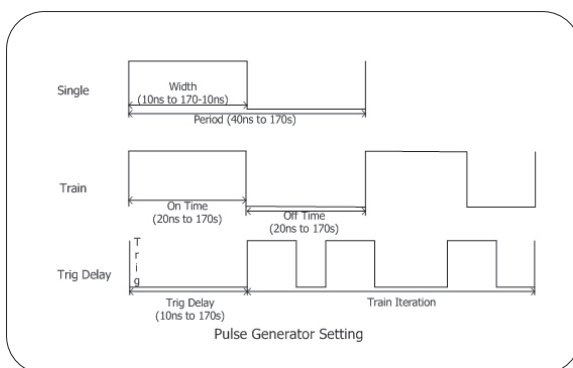 Single
Width
(10ns to 170-10ns)
Period (40ns to 170s)
Train
On Time
(20ns to 170s)
Off Time
(20ns to 170s)
Trig
Trig Delay
Trig Delay
(10ns to 170s)
Train Iteration
Pulse Generator Setting